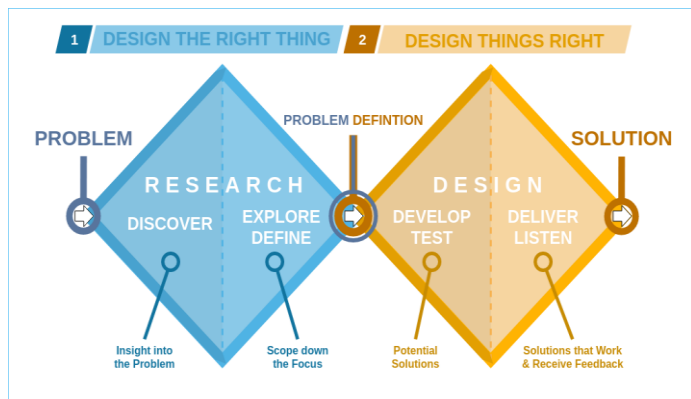 1 DESIGN THE RIGHT THING
2 DESIGN THINGS RIGHT
PROBLEM
PROBLEM DEFINTION
SOLUTION
RESEARCH
DISCOVER
EXPLORE
DEFINE
DESIGN
DEVELOP
TEST
DELIVER
LISTEN
Insight into
the Problem
Scope down
the Focus
Potential
Solutions
Solutions that Work
& Receive Feedback